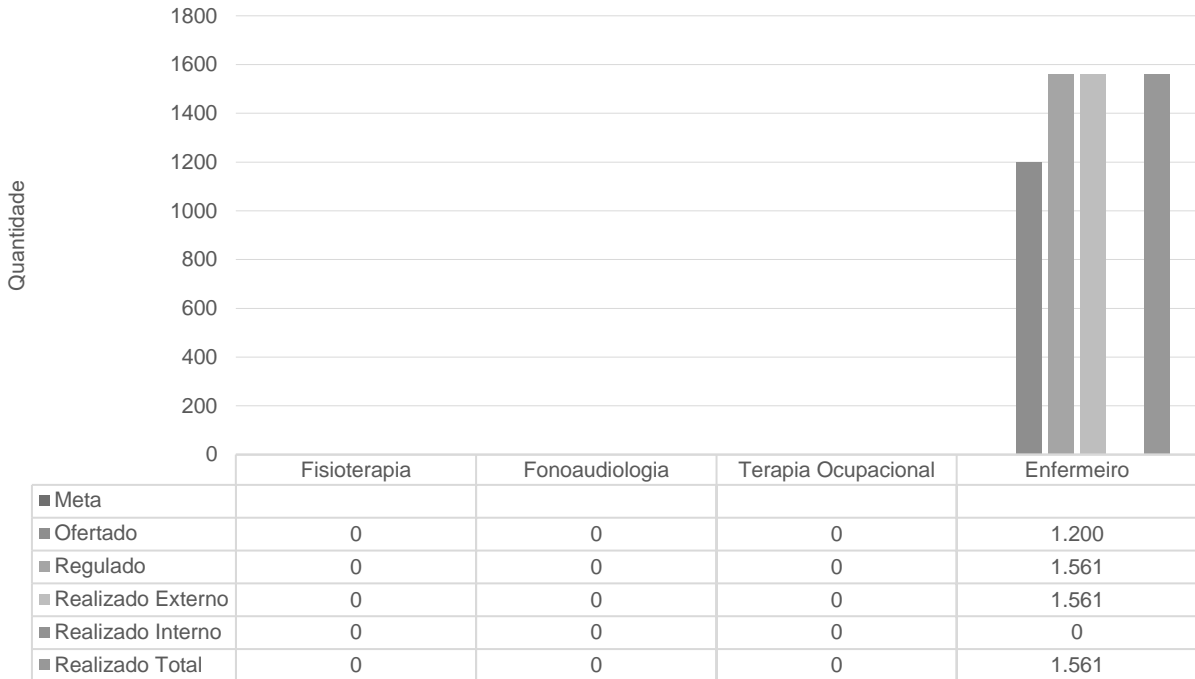 1800
1600
1400
1200
1000
800
600
400
200
0
Quantidade
Fisioterapia Fonoaudiologia Terapia Ocupacional Enfermeiro
Meta
Ofertado 0 0 0 1.200
Regulado 0 0 0 1.561
Realizado Externo 0 0 0 1.561
Realizado Interno 0 0 0 0
Realizado Total 0 0 0 1.561